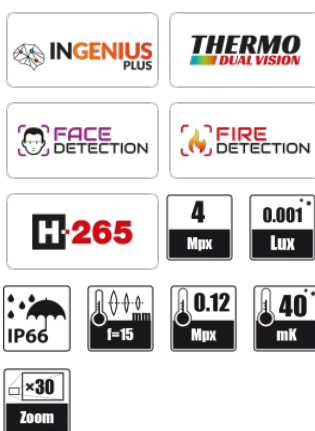 INGENIUS
PLUS
THERMO
DUAL VISION
FACE
DETECTION
FIRE
DETECTION
H·265
4
Mpx
0.001**
Lux
IP66
f=15
0.12
Mpx
40**
mK
×30
Zoom